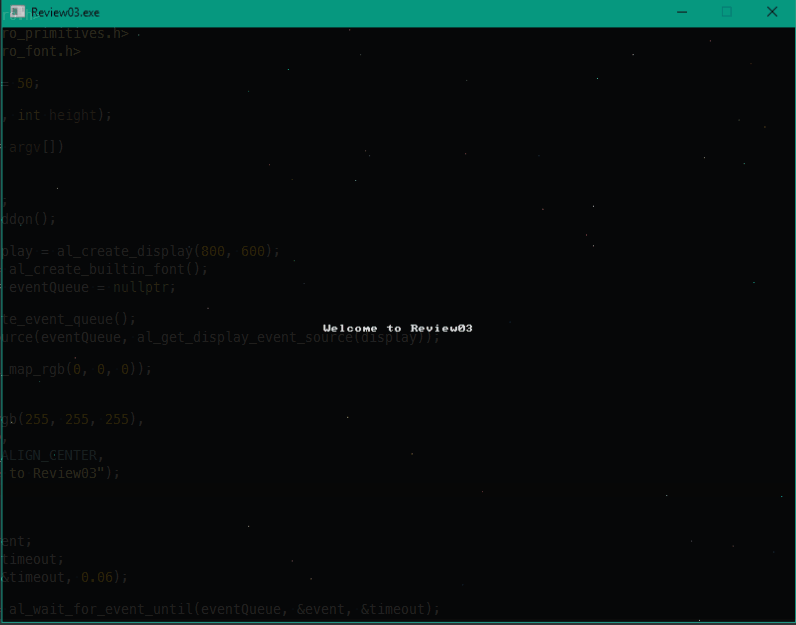 Review03.exe
ro_primitives.h>
ro_font.h>
= 50;
, int height);
argv[])
;
ddon();
play = al_create_display(800, 600);
al_create_builtin_font();
eventQueue = nullptr;
te_event_queue();
Welcome to Review03
urce(eventQueue, al_get_display_event_source(display));
_map_rgb(0, 0, 0));
gb(255, 255, 255),
,
ALIGN_CENTER,
to Review03");
ent;
timeout;
&timeout, 0.06);
al_wait_for_event_until(eventQueue, &event, &timeout);